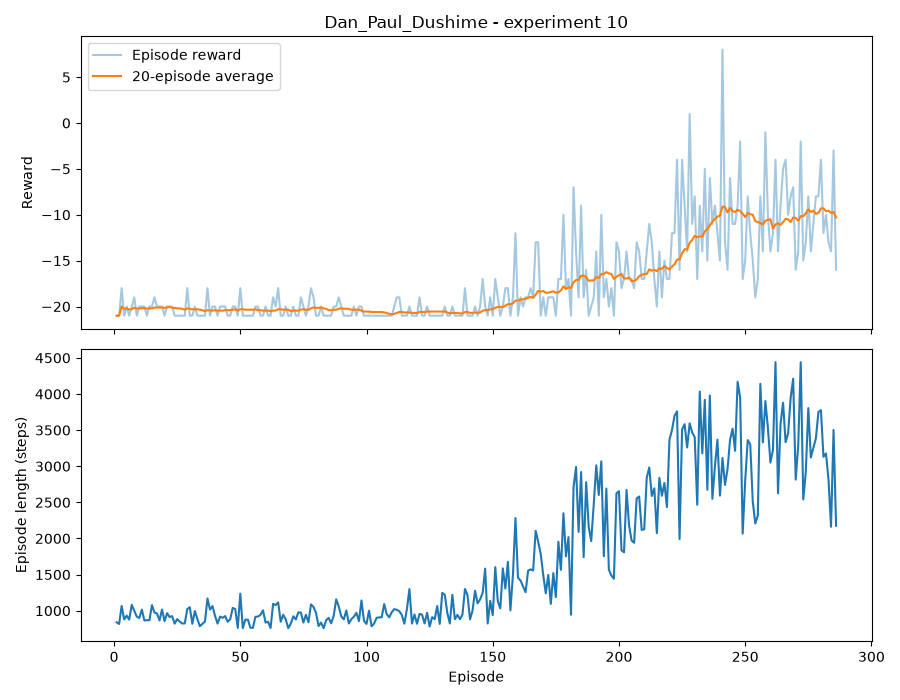 Dan_Paul_Dushime - experiment 10
Episode reward
20-episode average
5
0
−5
−10
−15
−20
Reward
4500
4000
3500
3000
2500
2000
1500
1000
Episode length (steps)
0 50 100 150 200 250 300
Episode